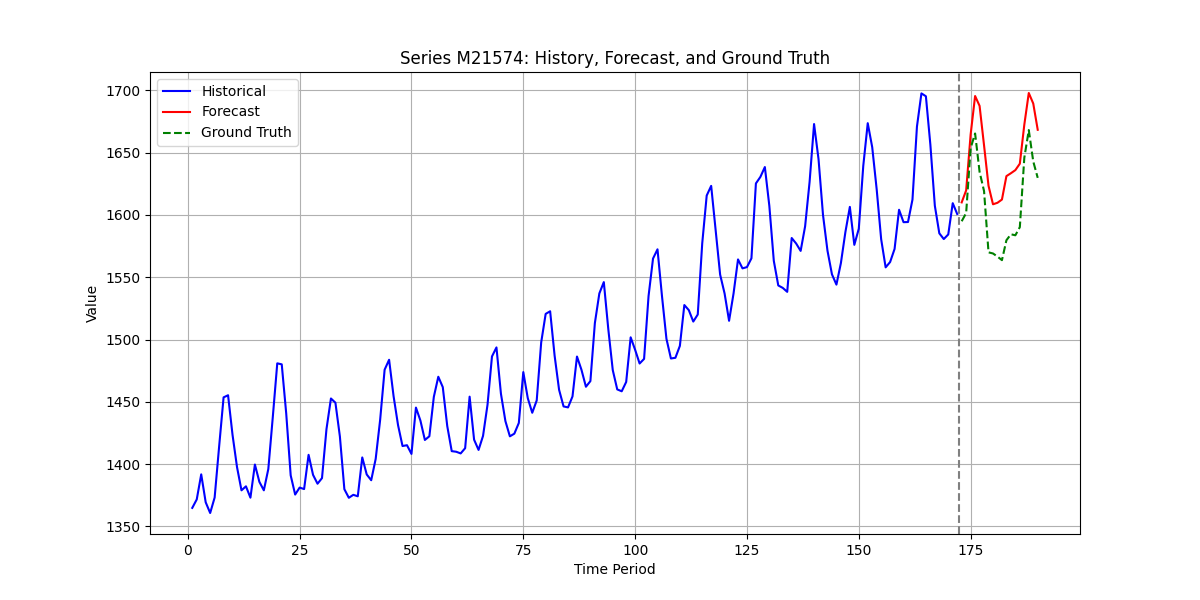 Series M21574: History, Forecast, and Ground Truth
Historical
Forecast
Ground Truth
Value
1700
1650
1600
1550
1500
1450
1400
1350
0 25 50 75 100 125 150 175
Time Period